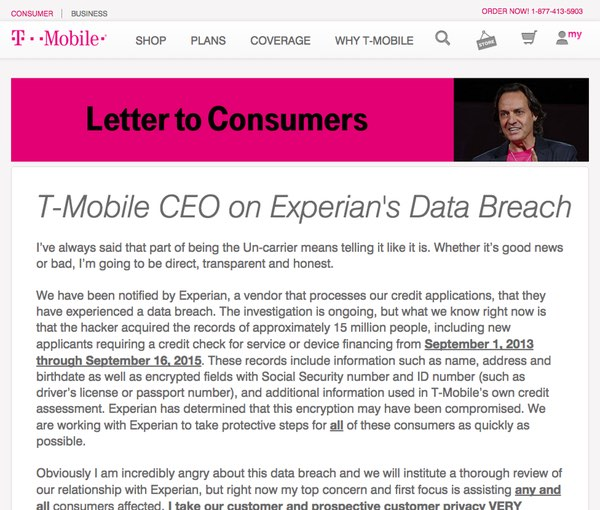 CONSUMER | BUSINESS
ORDER NOW! 1-877-413-5903
T··Mobile·
SHOP PLANS COVERAGE WHY T-MOBILE STORE my
Letter to Consumers
T-Mobile CEO on Experian's Data Breach
I've always said that part of being the Un-carrier means telling it like it is. Whether it's good news
or bad, I'm going to be direct, transparent and honest.
We have been notified by Experian, a vendor that processes our credit applications, that they
have experienced a data breach. The investigation is ongoing, but what we know right now is
that the hacker acquired the records of approximately 15 million people, including new
applicants requiring a credit check for service or device financing from September 1, 2013
through September 16, 2015. These records include information such as name, address and
birthdate as well as encrypted fields with Social Security number and ID number (such as
driver's license or passport number), and additional information used in T-Mobile's own credit
assessment. Experian has determined that this encryption may have been compromised. We
are working with Experian to take protective steps for all of these consumers as quickly as
possible.
Obviously I am incredibly angry about this data breach and we will institute a thorough review of
our relationship with Experian, but right now my top concern and first focus is assisting any and
all consumers affected. I take our customer and prospective customer privacy VERY